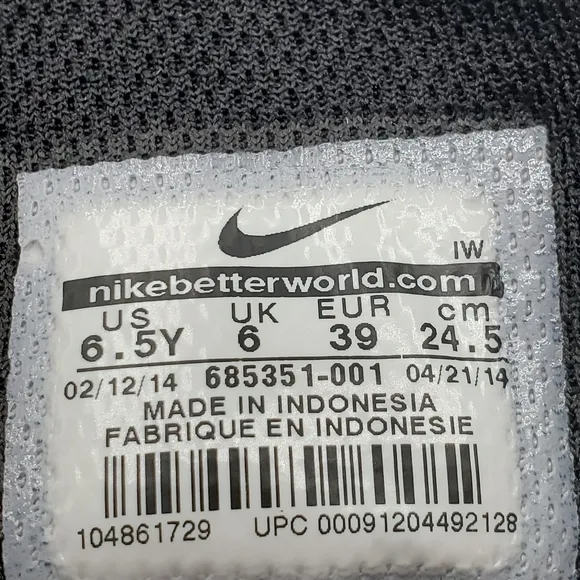 IW
nikebetterworld.com
US UK EUR cm
6.5Y 6 39 24.5
02/12/14 685351-001 04/21/14
MADE IN INDONESIA
FABRIQUE EN INDONESIE
104861729 UPC 00091204492128